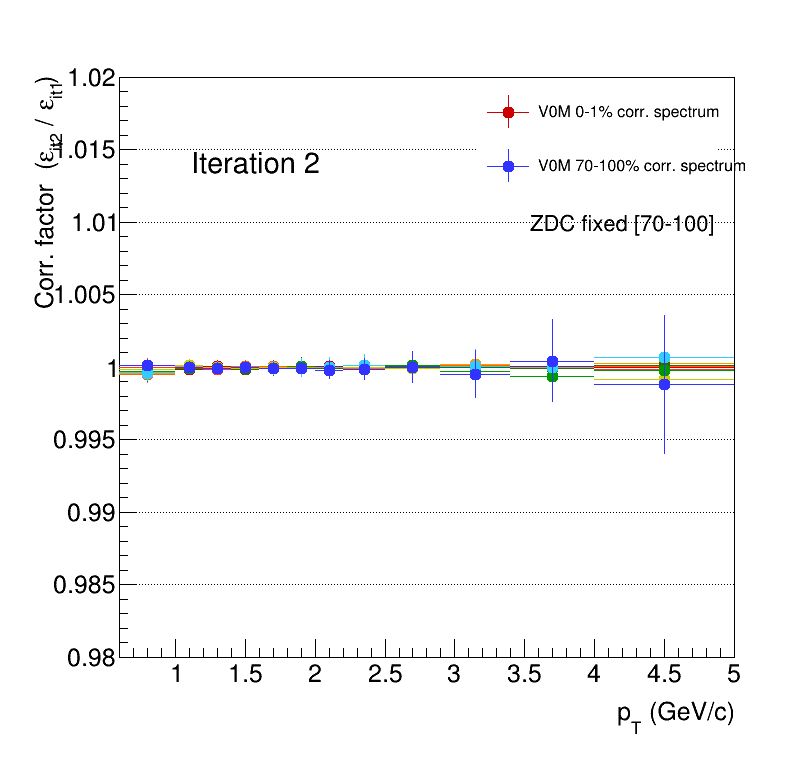 1.02
1.015
1.01
1.005
1
0.995
0.99
0.985
0.98
Corr. factor (ε_it2 / ε_it1)
Iteration 2
V0M 0-1% corr. spectrum
V0M 70-100% corr. spectrum
ZDC fixed [70-100]
1 1.5 2 2.5 3 3.5 4 4.5 5
p_T (GeV/c)